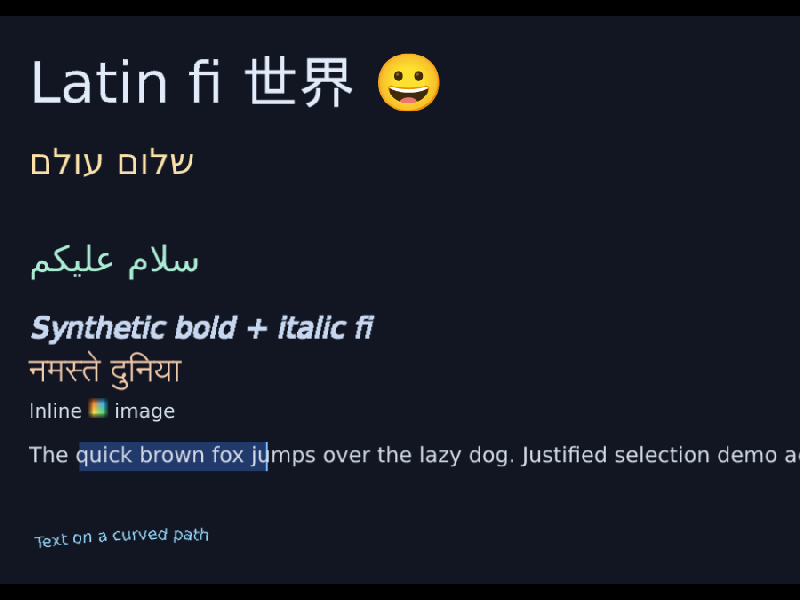 Latin fi 世界 😀
שלום עולם
سلام علیکم
Synthetic bold + italic fi
नमस्ते दुनिया
Inline image
The quick brown fox jumps over the lazy dog. Justified selection demo
Text on a curved path